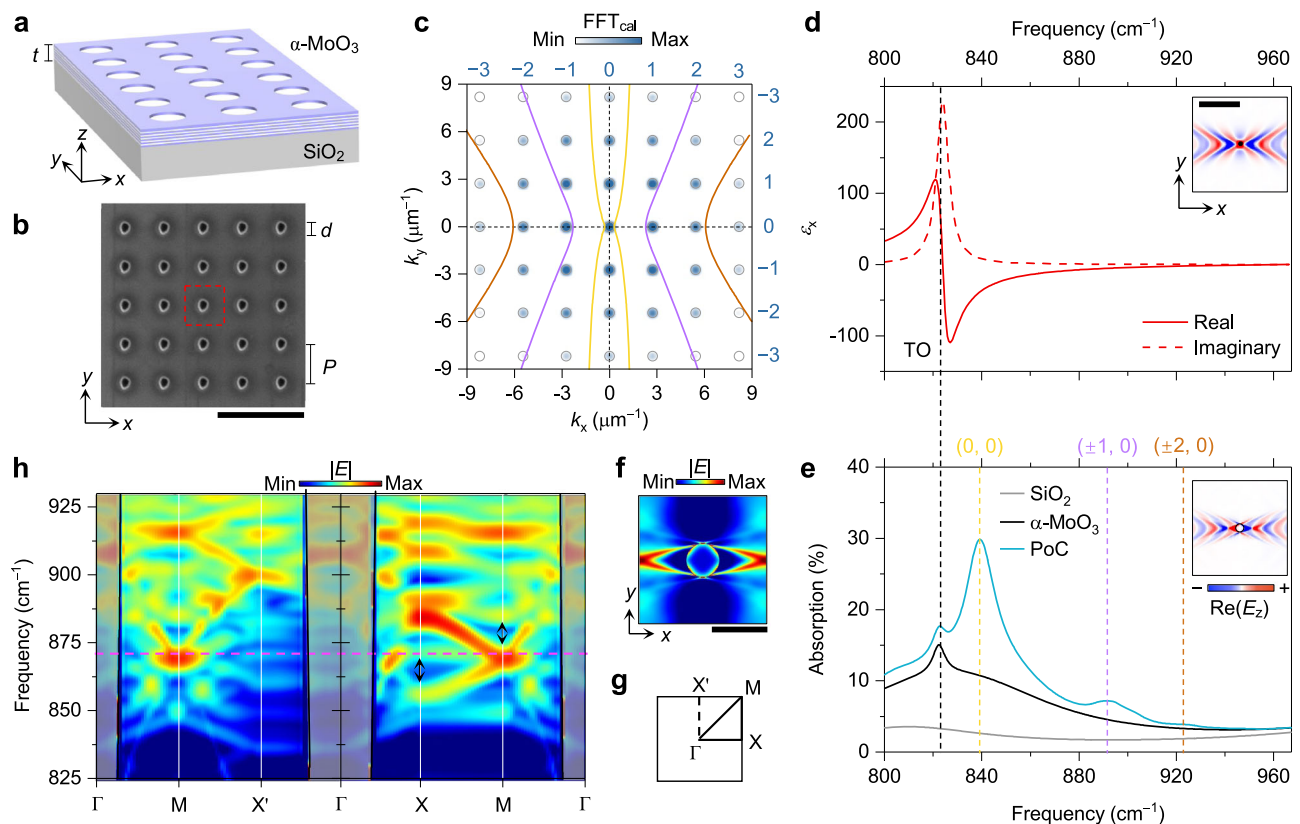 a
α-MoO3
t
SiO2
z
y
x
b
d
P
y
x
c
FFTcal
Min Max
−3 −2 −1 0 1 2 3
9
6
3
0
-3
-6
-9
ky (μm−1)
−3
2
1
0
−1
−2
−3
-9 -6 -3 0 3 6 9
kx (μm−1)
d
Frequency (cm−1)
800 840 880 920 960
200
100
0
-100
εx
y
x
TO
Real
Imaginary
(0, 0) (±1, 0) (±2, 0)
e
40
30
20
10
0
Absorption (%)
SiO2
α-MoO3
PoC
− +
Re(Ez)
800 840 880 920 960
Frequency (cm−1)
h
|E|
Min Max
925
900
875
850
825
Frequency (cm−1)
Γ M X' Γ X M Γ
f
|E|
Min Max
y
x
g
X' M
Γ X